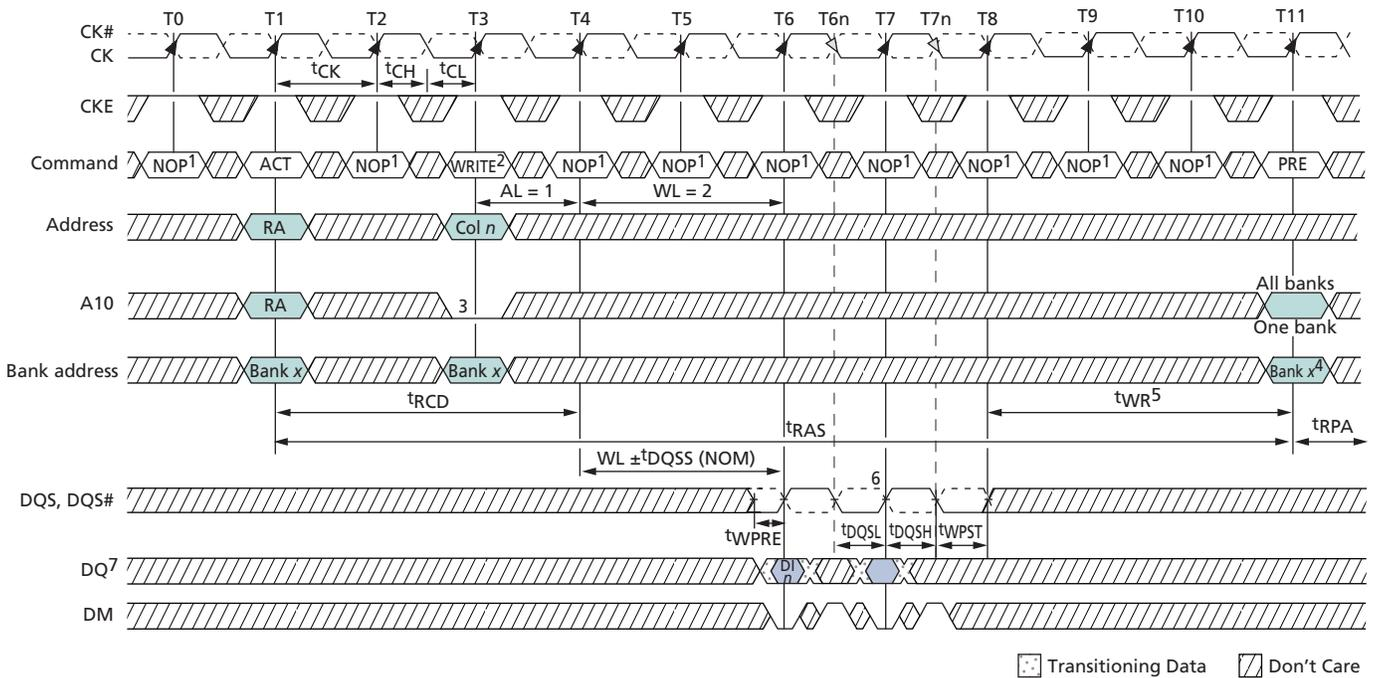 T0 T1 T2 T3 T4 T5 T6 T6n T7 T7n T8 T9 T10 T11
CK#
CK
tCK tCH tCL
CKE
Command NOP1 ACT NOP1 WRITE2 NOP1 NOP1 NOP1 NOP1 NOP1 NOP1 NOP1 PRE
AL = 1 WL = 2
Address RA Col n
All banks
A10 RA 3
One bank
Bank address Bank x Bank x Bank x4
tRCD tWR5
tRAS tRPA
WL ±tDQSS (NOM)
6
DQS, DQS#
tWPRE tDQSL tDQSH tWPST
DQ7 DI
n
DM
Transitioning Data Don't Care